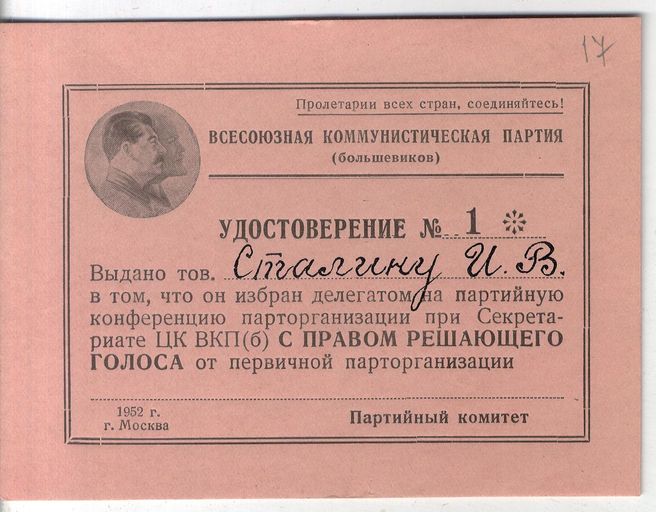 17
Пролетарии всех стран, соединяйтесь!
ВСЕСОЮЗНАЯ КОММУНИСТИЧЕСКАЯ ПАРТИЯ
(большевиков)
УДОСТОВЕРЕНИЕ № 1
Выдано тов. Сталину И. В.
в том, что он избран делегатом на партийную
конференцию парторганизации при Секрета-
риате ЦК ВКП(б) С ПРАВОМ РЕШАЮЩЕГО
ГОЛОСА от первичной парторганизации
1952 г.
г. Москва
Партийный комитет